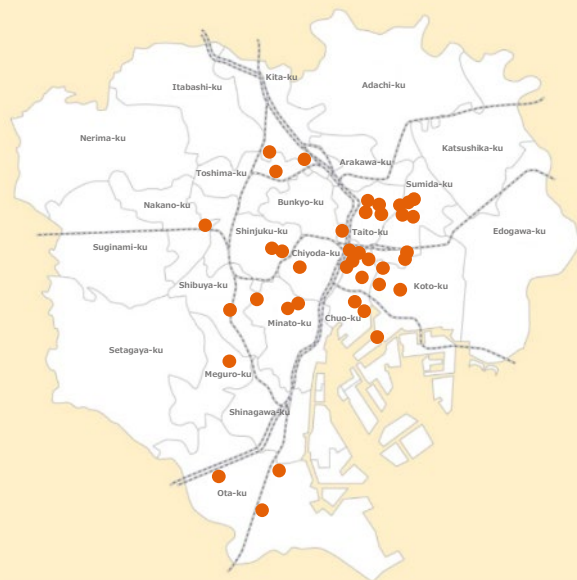 Kita-ku
Itabashi-ku
Adachi-ku
Nerima-ku
Katsushika-ku
Arakawa-ku
Toshima-ku
Sumida-ku
Bunkyo-ku
Nakano-ku
Shinjuku-ku
Taito-ku
Edogawa-ku
Suginami-ku
Chiyoda-ku
Shibuya-ku
Koto-ku
Chuo-ku
Minato-ku
Setagaya-ku
Meguro-ku
Shinagawa-ku
Ota-ku